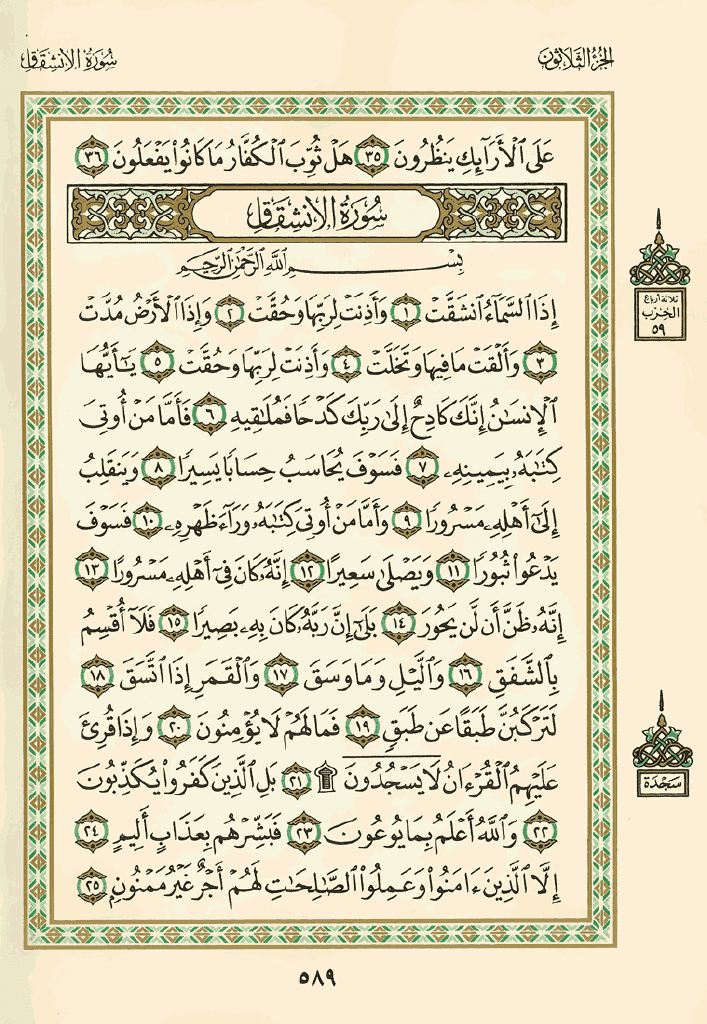 الجزء الثلاثون
سورة الانشقاق
عَلَى ٱلْأَرَآئِكِ يَنظُرُونَ ٣٥ هَلْ ثُوِّبَ ٱلْكُفَّارُ مَا كَانُوا۟ يَفْعَلُونَ ٣٦
سُورَةُ الانشقاق
بِسْمِ ٱللَّهِ ٱلرَّحْمَٰنِ ٱلرَّحِيمِ
إِذَا ٱلسَّمَآءُ ٱنشَقَّتْ ١ وَأَذِنَتْ لِرَبِّهَا وَحُقَّتْ ٢ وَإِذَا ٱلْأَرْضُ مُدَّتْ
٣ وَأَلْقَتْ مَا فِيهَا وَتَخَلَّتْ ٤ وَأَذِنَتْ لِرَبِّهَا وَحُقَّتْ ٥ يَٰٓأَيُّهَا
ٱلْإِنسَٰنُ إِنَّكَ كَادِحٌ إِلَىٰ رَبِّكَ كَدْحًا فَمُلَٰقِيهِ ٦ فَأَمَّا مَنْ أُوتِىَ
كِتَٰبَهُۥ بِيَمِينِهِۦ ٧ فَسَوْفَ يُحَاسَبُ حِسَابًا يَسِيرًا ٨ وَيَنقَلِبُ
إِلَىٰٓ أَهْلِهِۦ مَسْرُورًا ٩ وَأَمَّا مَنْ أُوتِىَ كِتَٰبَهُۥ وَرَآءَ ظَهْرِهِۦ ١٠ فَسَوْفَ
يَدْعُوا۟ ثُبُورًا ١١ وَيَصْلَىٰ سَعِيرًا ١٢ إِنَّهُۥ كَانَ فِىٓ أَهْلِهِۦ مَسْرُورًا ١٣
إِنَّهُۥ ظَنَّ أَن لَّن يَحُورَ ١٤ بَلَىٰٓ إِنَّ رَبَّهُۥ كَانَ بِهِۦ بَصِيرًا ١٥ فَلَآ أُقْسِمُ
بِٱلشَّفَقِ ١٦ وَٱلَّيْلِ وَمَا وَسَقَ ١٧ وَٱلْقَمَرِ إِذَا ٱتَّسَقَ ١٨
لَتَرْكَبُنَّ طَبَقًا عَن طَبَقٍ ١٩ فَمَا لَهُمْ لَا يُؤْمِنُونَ ٢٠ وَإِذَا قُرِئَ
عَلَيْهِمُ ٱلْقُرْءَانُ لَا يَسْجُدُونَ ۩ ٢١ بَلِ ٱلَّذِينَ كَفَرُوا۟ يُكَذِّبُونَ
٢٢ وَٱللَّهُ أَعْلَمُ بِمَا يُوعُونَ ٢٣ فَبَشِّرْهُم بِعَذَابٍ أَلِيمٍ ٢٤
إِلَّا ٱلَّذِينَ ءَامَنُوا۟ وَعَمِلُوا۟ ٱلصَّٰلِحَٰتِ لَهُمْ أَجْرٌ غَيْرُ مَمْنُونٍ ٢٥
ثلاثة أرباع
الحزب
٥٩
سجدة
٥٨٩